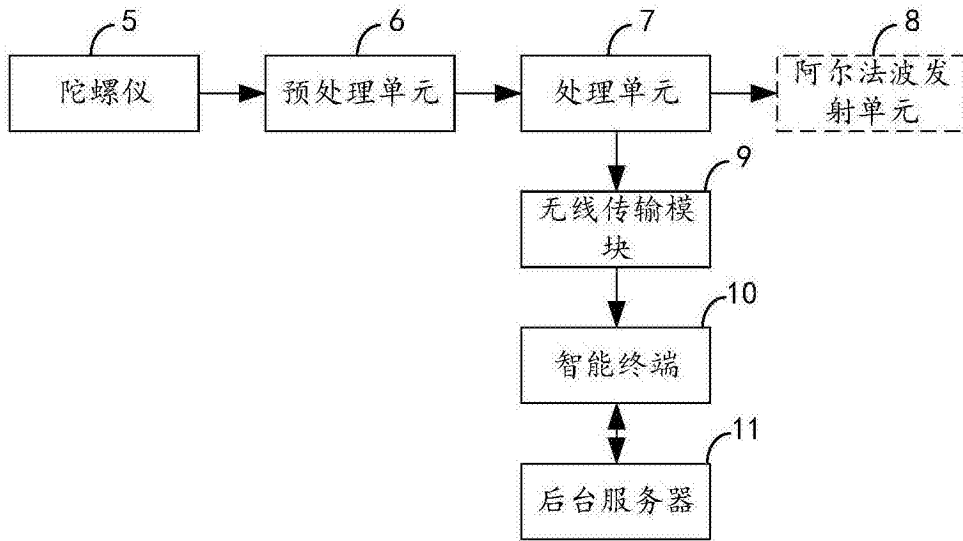 5
6
7
8
陀螺仪
预处理单元
处理单元
阿尔法波发
射单元
9
无线传输模
块
10
智能终端
11
后台服务器